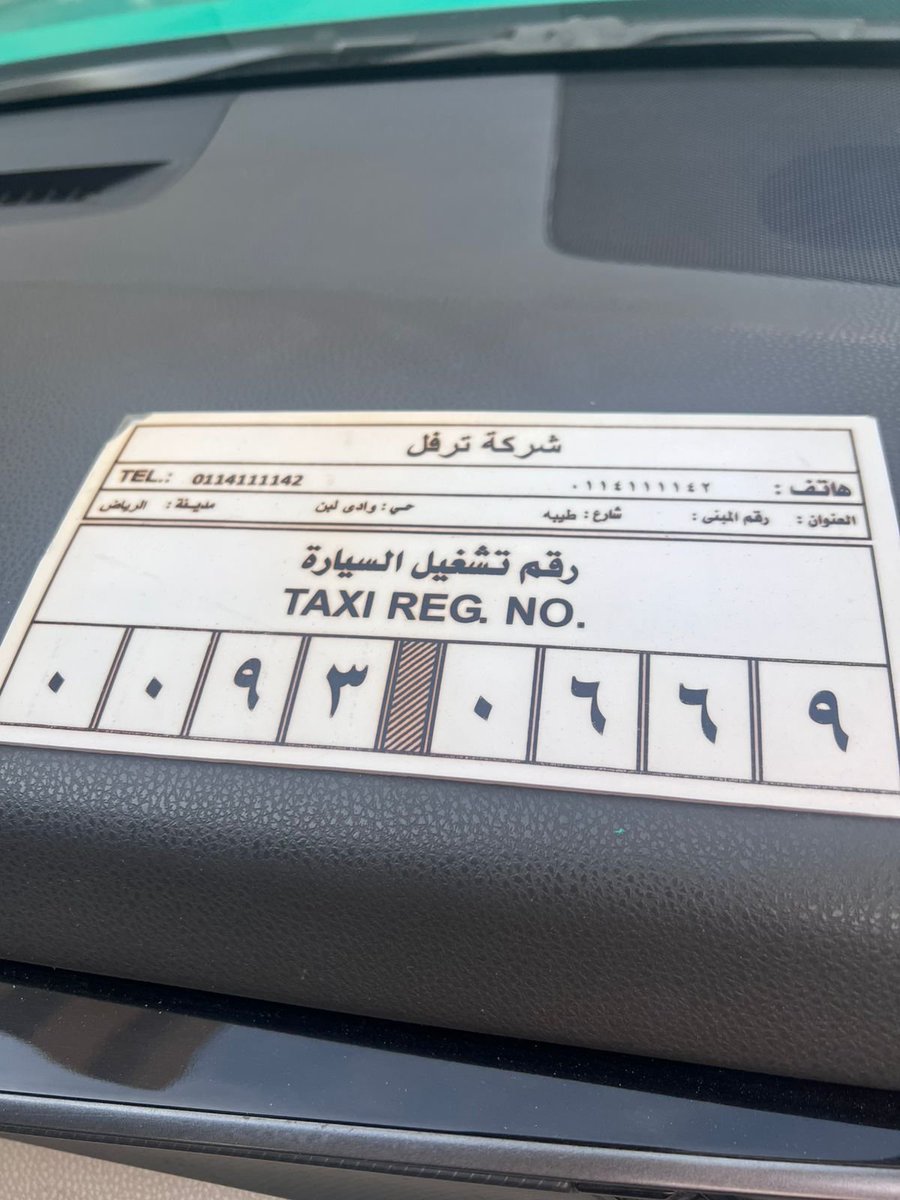 شركة ترفل
هاتف : ٠١١٤١١١١٤٢ TEL.: 0114111142
العنوان : رقم المبنى : شارع : طيبه حي : وادى لبن مدينة : الرياض
رقم تشغيل السيارة
TAXI REG. NO.
٠ ٠ ٩ ٣ ٠ ٦ ٦ ٩